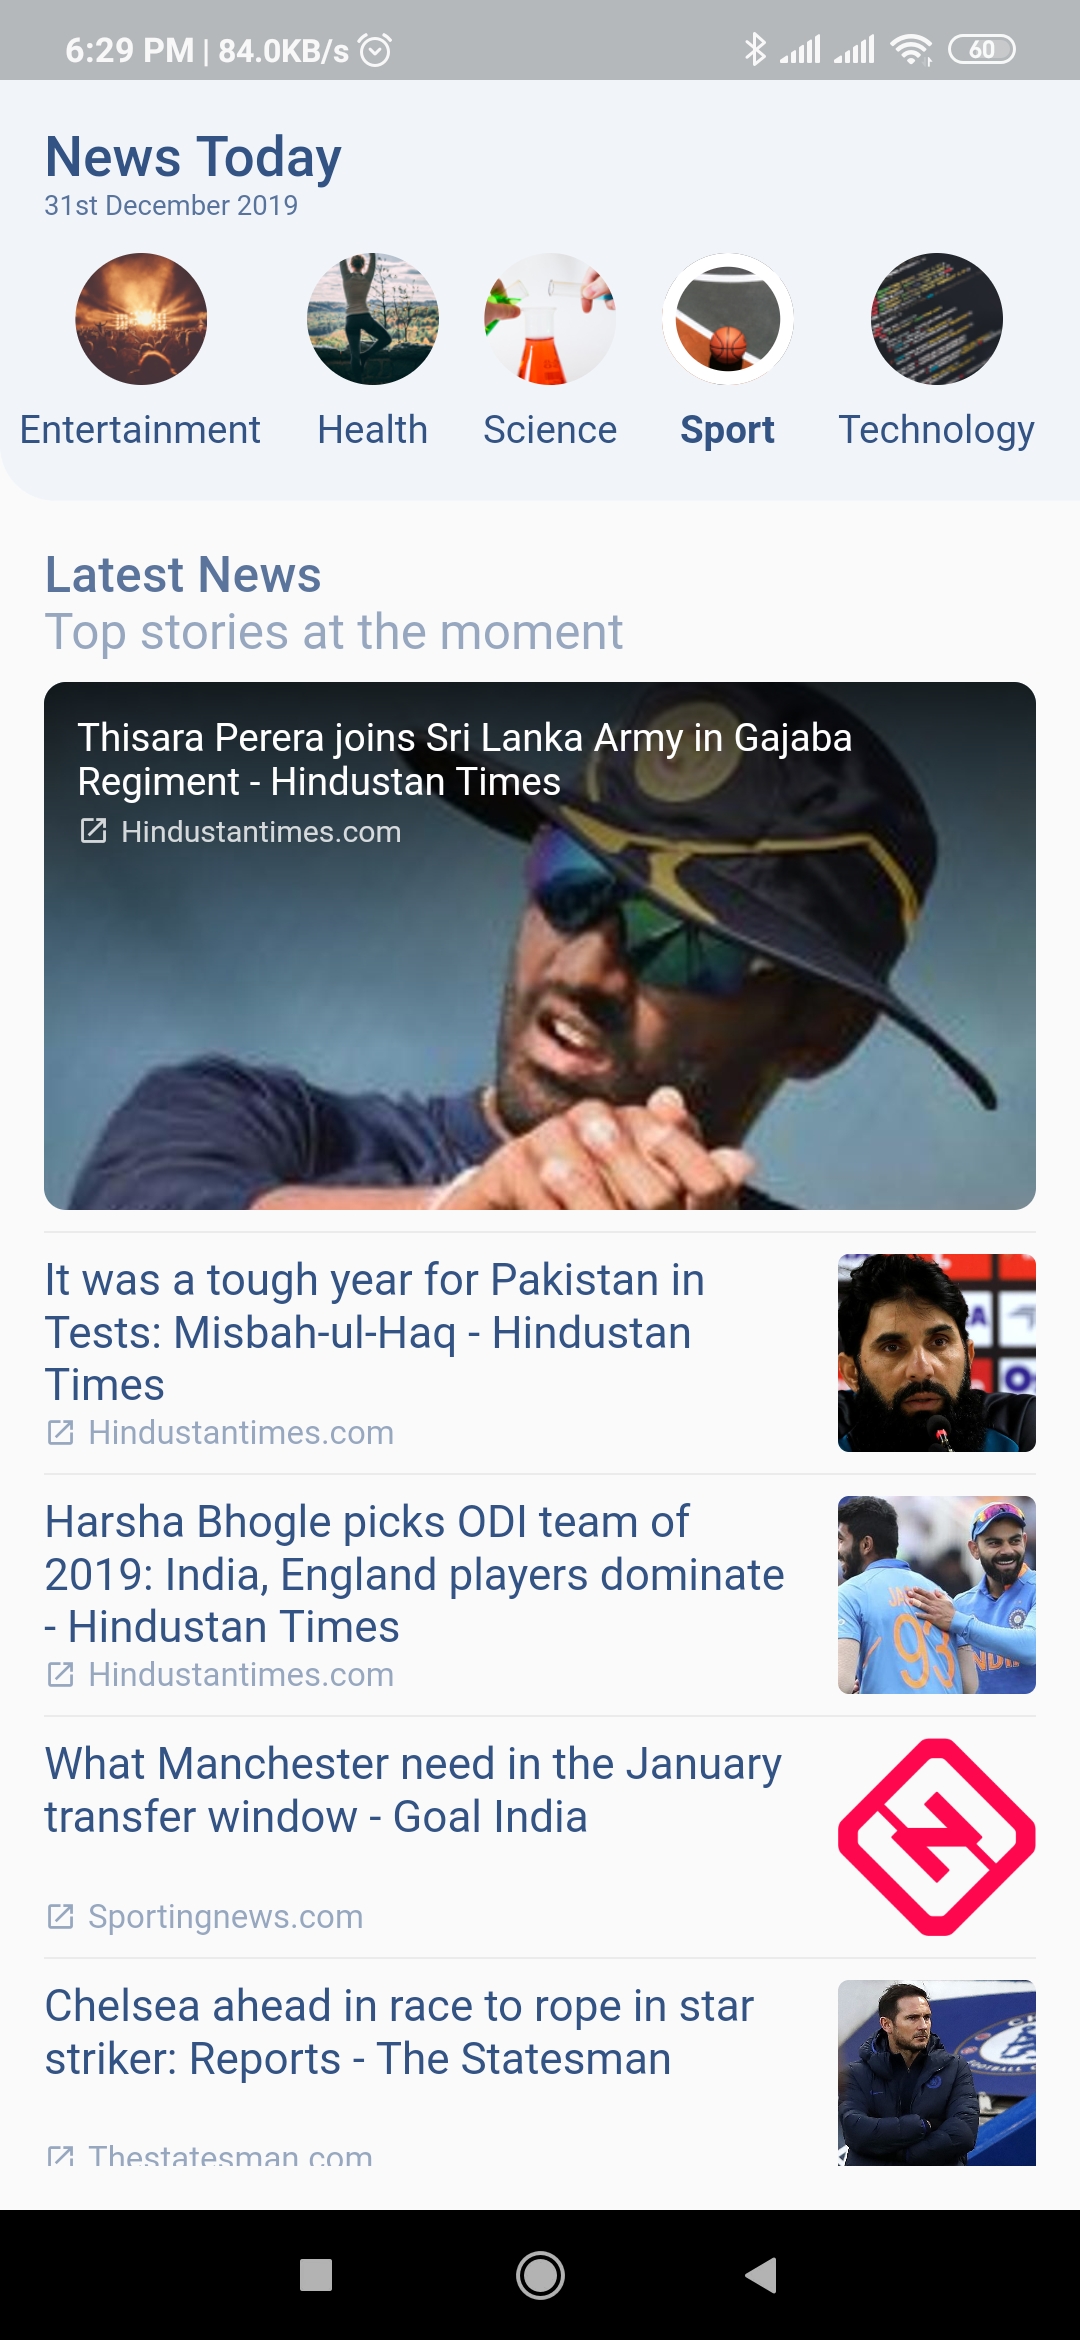 6:29 PM | 84.0KB/s
60
News Today
31st December 2019
Entertainment
Health
Science
Sport
Technology
Latest News
Top stories at the moment
Thisara Perera joins Sri Lanka Army in Gajaba
Regiment - Hindustan Times
Hindustantimes.com
It was a tough year for Pakistan in
Tests: Misbah-ul-Haq - Hindustan
Times
Hindustantimes.com
Harsha Bhogle picks ODI team of
2019: India, England players dominate
- Hindustan Times
Hindustantimes.com
93
What Manchester need in the January
transfer window - Goal India
Sportingnews.com
Chelsea ahead in race to rope in star
striker: Reports - The Statesman
Thestatesman.com